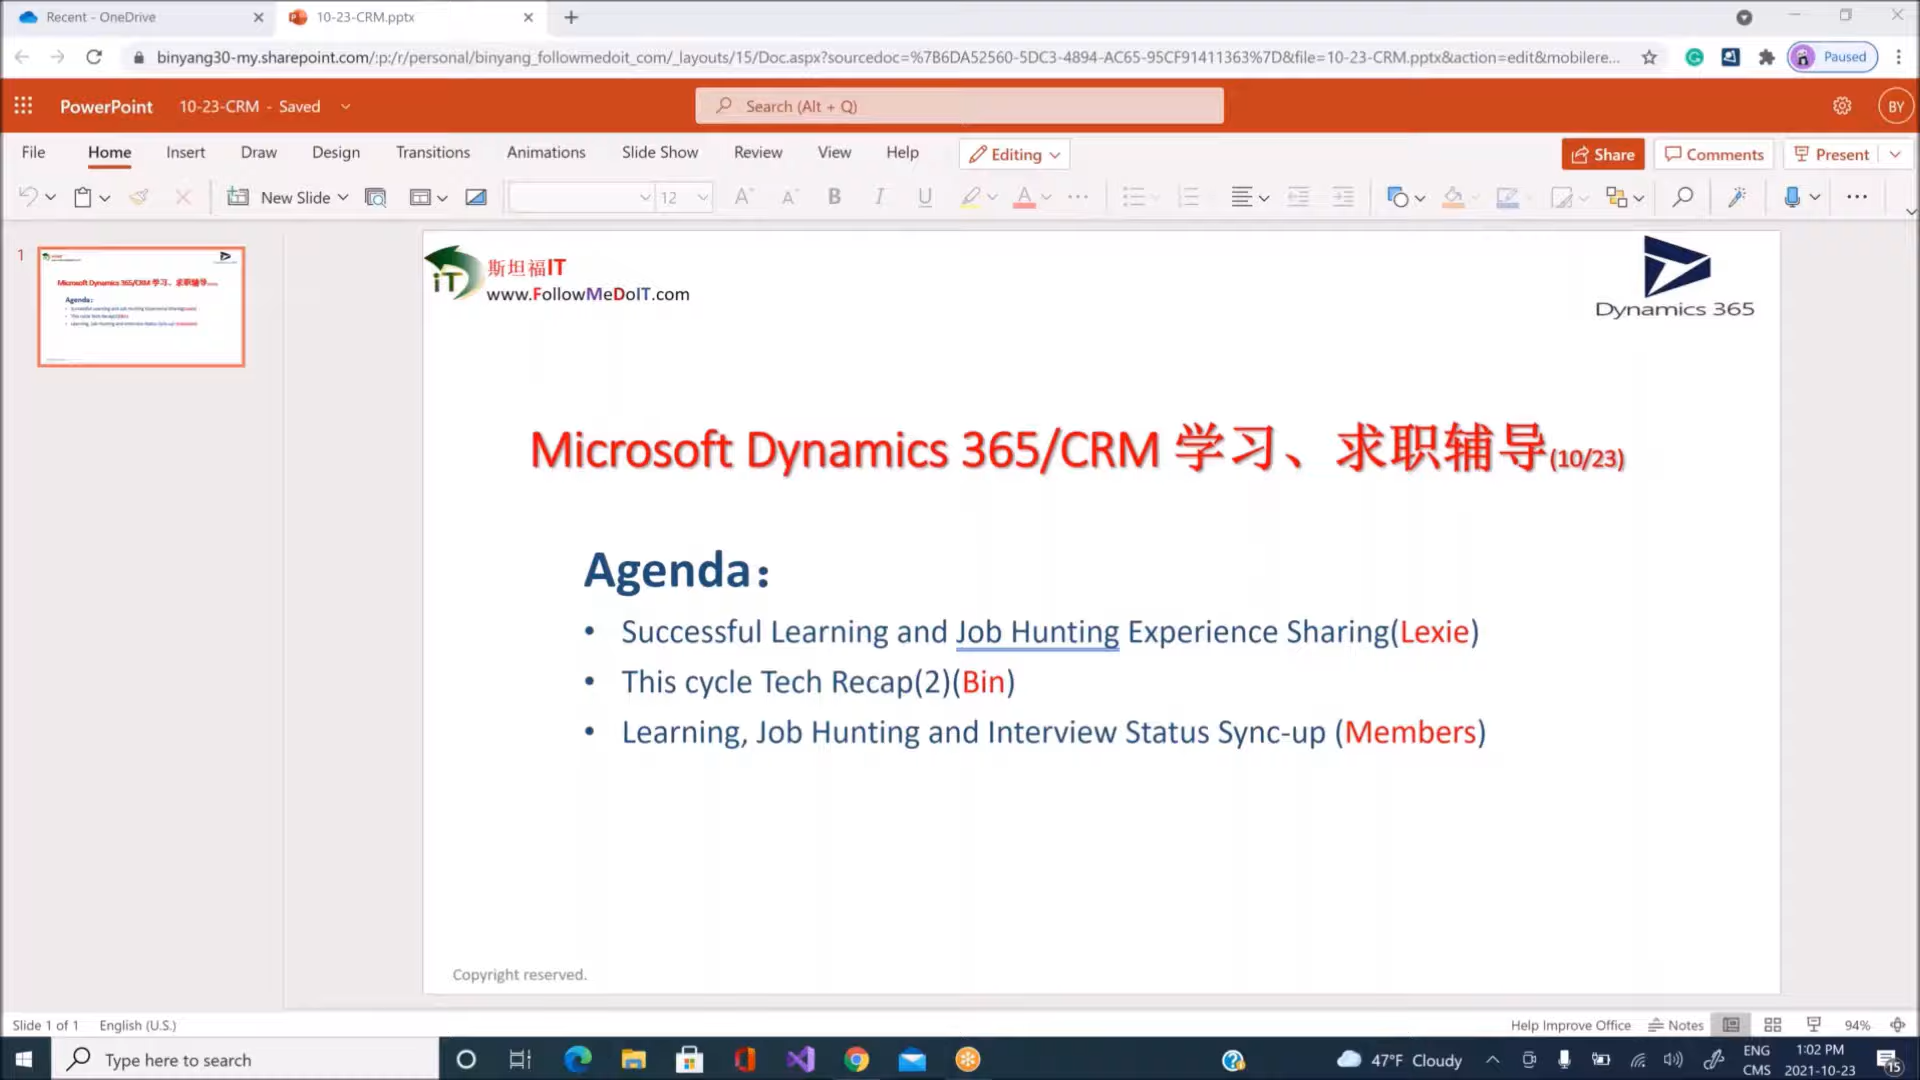 Recent - OneDrive
10-23-CRM.pptx
binyang30-my.sharepoint.com/:p:/r/personal/binyang_followmedoit_com/_layouts/15/Doc.aspx?sourcedoc=%7B6DA52560-5DC3-4894-AC65-95CF91411363%7D&file=10-23-CRM.pptx&action=edit&mobilere...
Paused
PowerPoint
10-23-CRM - Saved
Search (Alt + Q)
BY
File
Home
Insert
Draw
Design
Transitions
Animations
Slide Show
Review
View
Help
Editing
Share
Comments
Present
New Slide
12
1
斯坦福IT
www.FollowMeDoIT.com
Dynamics 365
Microsoft Dynamics 365/CRM 学习、求职辅导(10/23)
Agenda：
• Successful Learning and Job Hunting Experience Sharing(Lexie)
• This cycle Tech Recap(2)(Bin)
• Learning, Job Hunting and Interview Status Sync-up (Members)
Copyright reserved.
Slide 1 of 1
English (U.S.)
Help Improve Office
Notes
94%
Type here to search
47°F Cloudy
ENG
CMS
1:02 PM
2021-10-23
15